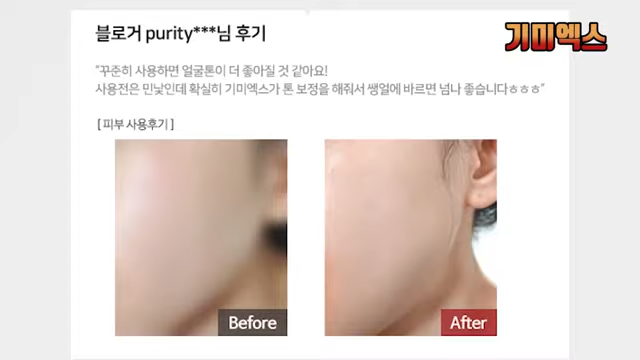 블로거 purity***님 후기
기미엑스
“꾸준히 사용하면 얼굴톤이 더 좋아질 것 같아요!
사용전은 민낯인데 확실히 기미엑스가 톤 보정을 해줘서 쌩얼에 바르면 넘나 좋습니다ㅎㅎㅎ”
[ 피부 사용후기 ]
Before
After